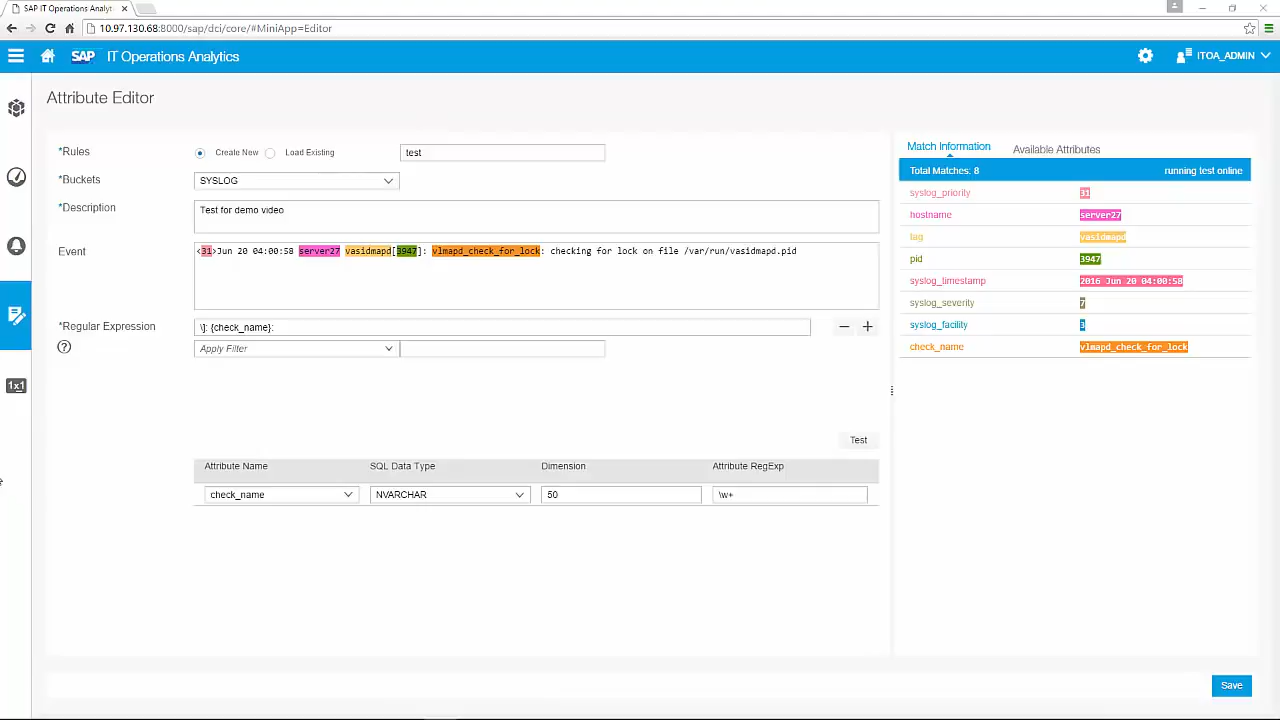 SAP IT Operations Analyt
10.97.130.68:8000/sap/dci/core/#MiniApp=Editor
SAP IT Operations Analytics
ITOA_ADMIN
Attribute Editor
*Rules Create New Load Existing test
*Buckets SYSLOG
*Description Test for demo video
Event <31>Jun 20 04:00:58 server27 vasidmapd[3947]: vlmapd_check_for_lock: checking for lock on file /var/run/vasidmapd.pid
*Regular Expression \]: {check_name}: − +
? Apply Filter
Test
Attribute Name SQL Data Type Dimension Attribute RegExp
check_name NVARCHAR 50 \w+
Match Information Available Attributes
Total Matches: 8 running test online
syslog_priority 31
hostname server27
tag vasidmapd
pid 3947
syslog_timestamp 2016 Jun 20 04:00:58
syslog_severity 7
syslog_facility 3
check_name vlmapd_check_for_lock
1x1
Save